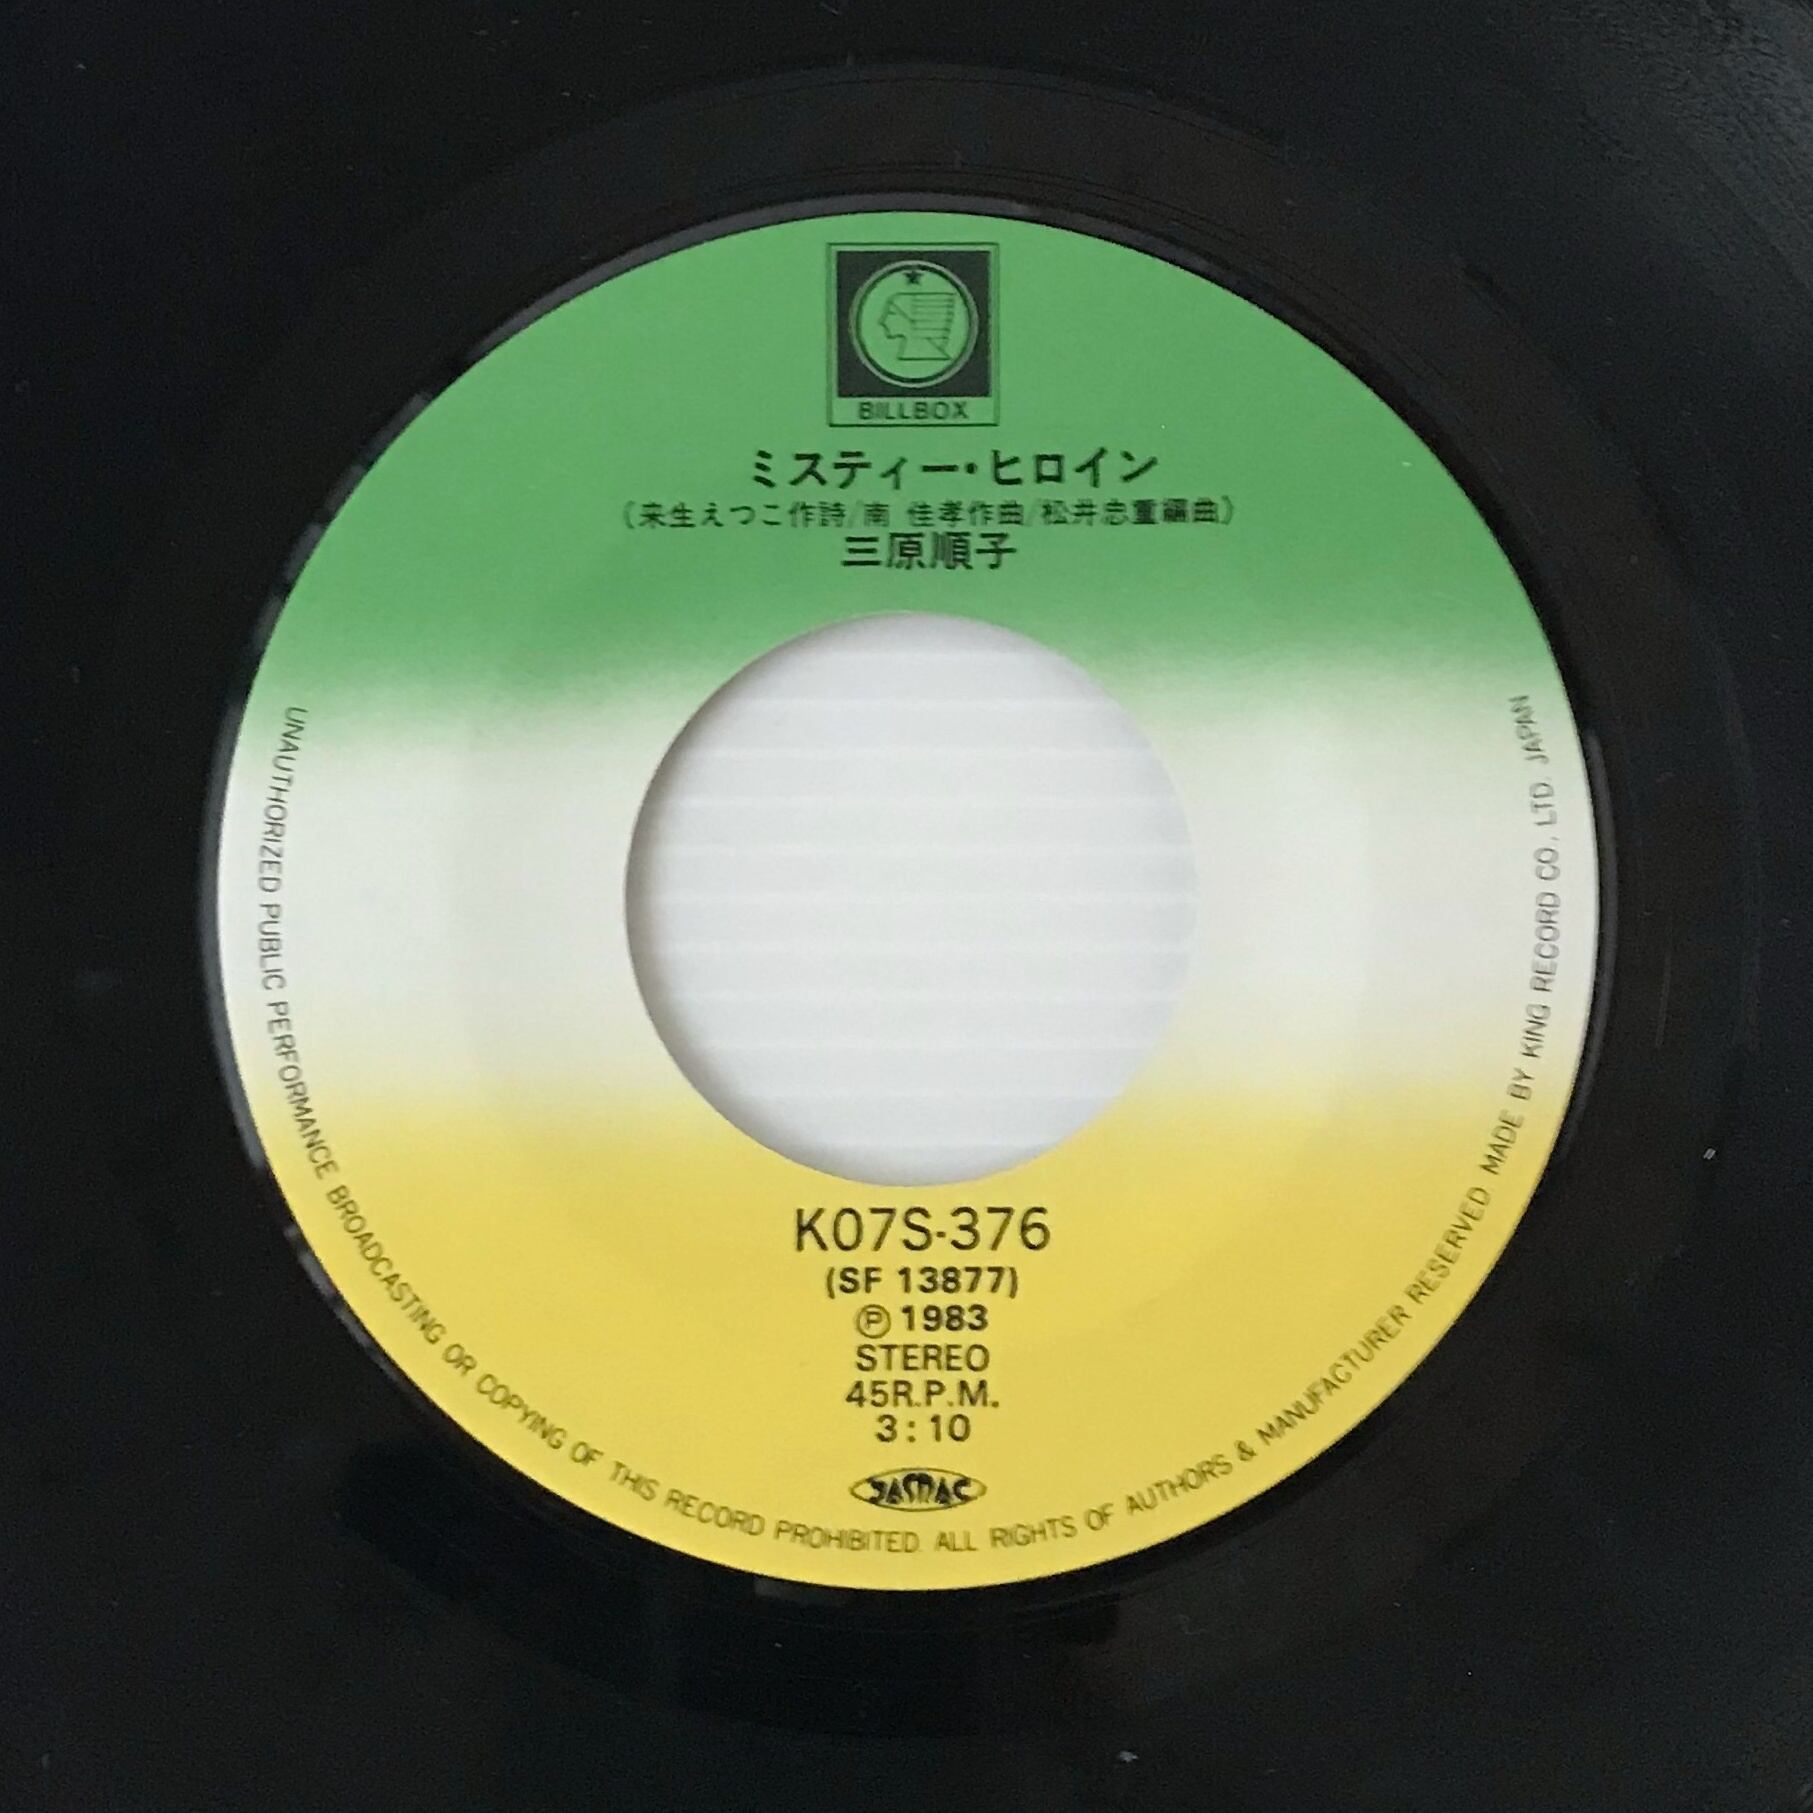 BILLBOX
ミスティー・ヒロイン
(来生えつこ作詩/南 佳孝作曲/松井忠重編曲)
三原順子
K07S-376
(SF 13877)
Ⓟ1983
STEREO
45R.P.M.
3:10
JASRAC
UNAUTHORIZED PUBLIC PERFORMANCE BROADCASTING OR COPYING OF THIS RECORD PROHIBITED. ALL RIGHTS OF AUTHORS & MANUFACTURER RESERVED MADE BY KING RECORD CO., LTD. JAPAN